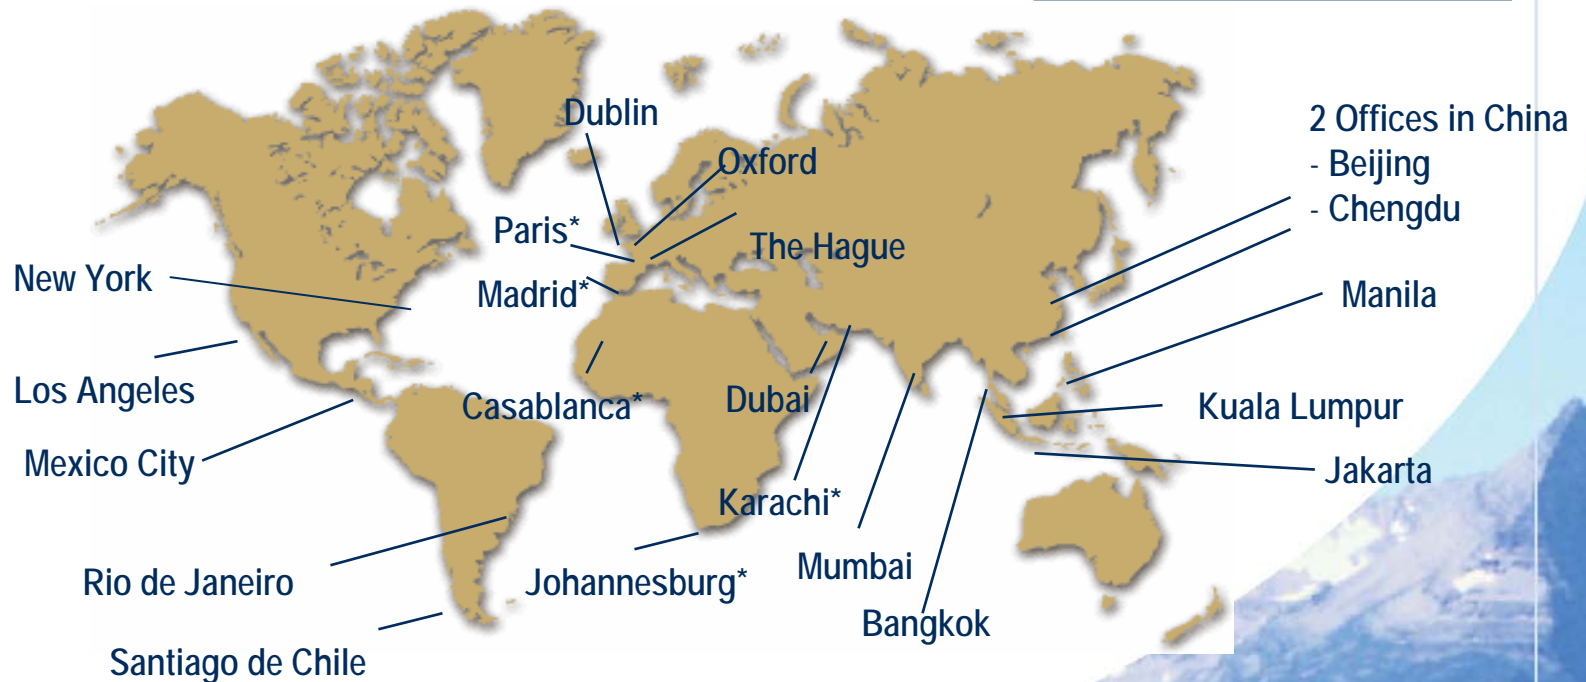 Dublin
2 Offices in China
- Beijing
- Chengdu
Oxford
Paris*
The Hague
New York
Madrid*
Manila
Los Angeles
Casablanca*
Dubai
Kuala Lumpur
Mexico City
Jakarta
Karachi*
Rio de Janeiro
Johannesburg*
Mumbai
Bangkok
Santiago de Chile